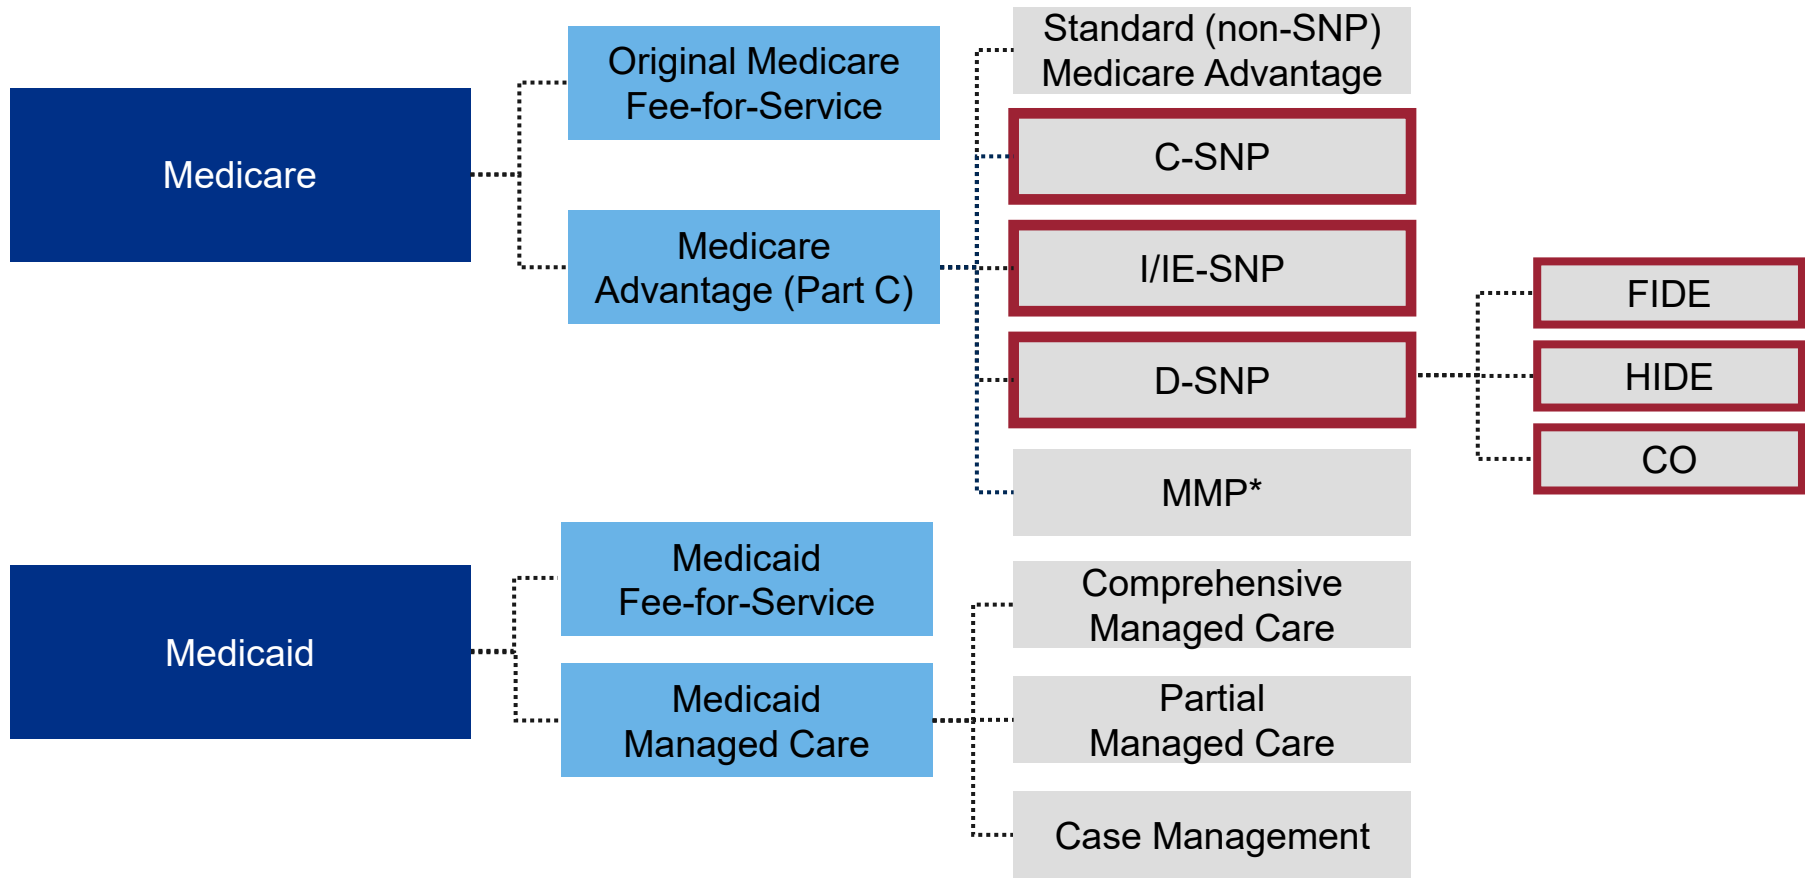 Medicare
Original Medicare
Fee-for-Service
Medicare
Advantage (Part C)
Standard (non-SNP)
Medicare Advantage
C-SNP
I/IE-SNP
D-SNP
MMP*
FIDE
HIDE
CO
Medicaid
Medicaid
Fee-for-Service
Medicaid
Managed Care
Comprehensive
Managed Care
Partial
Managed Care
Case Management